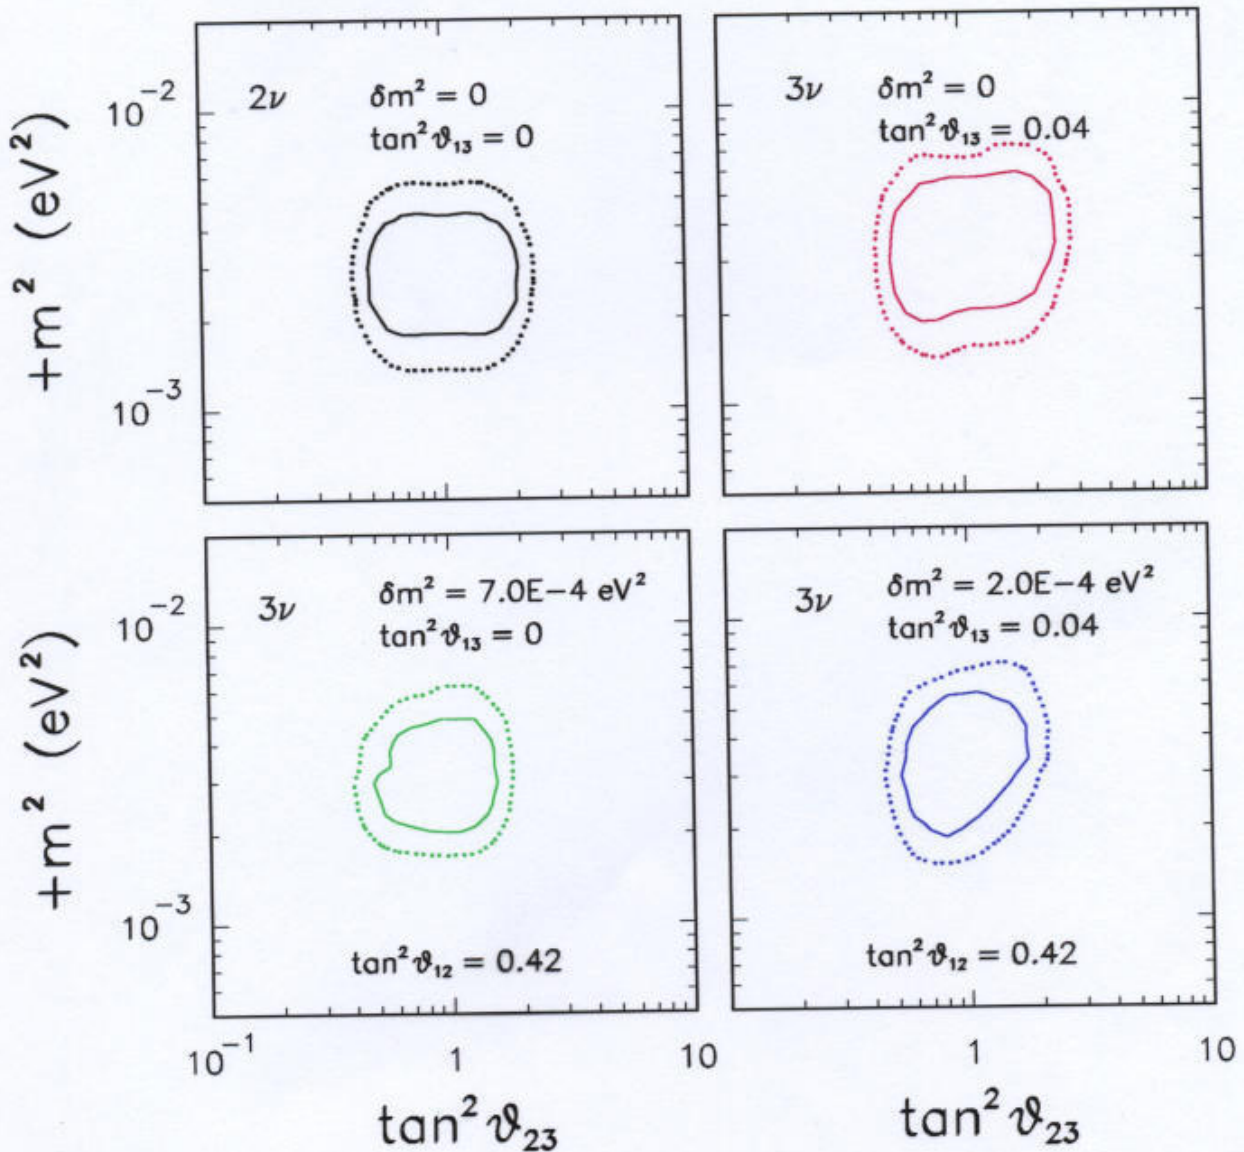 2ν δm² = 0
tan²ϑ₁₃ = 0
3ν δm² = 0
tan²ϑ₁₃ = 0.04
+m² (eV²)
10⁻²
10⁻³
3ν δm² = 7.0E−4 eV²
tan²ϑ₁₃ = 0
tan²ϑ₁₂ = 0.42
3ν δm² = 2.0E−4 eV²
tan²ϑ₁₃ = 0.04
tan²ϑ₁₂ = 0.42
+m² (eV²)
10⁻²
10⁻³
10⁻¹ 1 10
1 10
tan²ϑ₂₃
tan²ϑ₂₃